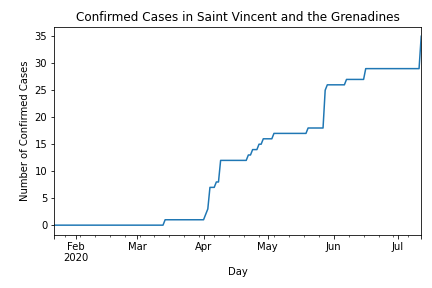 Confirmed Cases in Saint Vincent and the Grenadines
Number of Confirmed Cases
35
30
25
20
15
10
5
0
Feb Mar Apr May Jun Jul
2020
Day